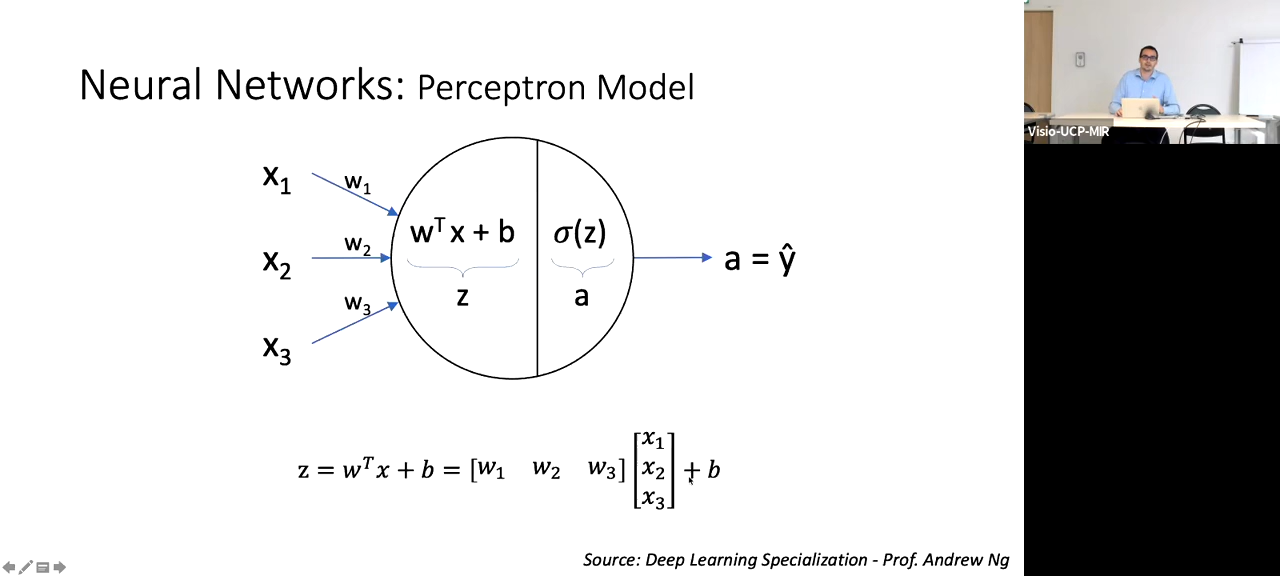 Neural Networks: Perceptron Model
x₁
w₁
x₂
w₂
x₃
w₃
wᵀx + b
z
σ(z)
a
a = ŷ
z = wᵀx + b = [w₁ w₂ w₃] [x₁ x₂ x₃] + b
Source: Deep Learning Specialization - Prof. Andrew Ng
Visio-UCP-MIR